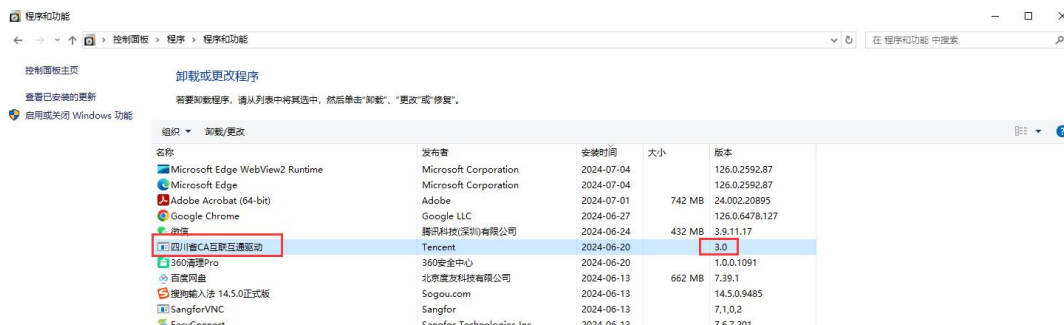 程序和功能
控制面板 › 程序 › 程序和功能
在 程序和功能 中搜索
控制面板主页
查看已安装的更新
启用或关闭 Windows 功能
卸载或更改程序
若要卸载程序，请从列表中将其选中，然后单击"卸载"、"更改"或"修复"。
组织 卸载/更改
名称 发布者 安装时间 大小 版本
Microsoft Edge WebView2 Runtime Microsoft Corporation 2024-07-04 126.0.2592.87
Microsoft Edge Microsoft Corporation 2024-07-04 126.0.2592.87
Adobe Acrobat (64-bit) Adobe 2024-07-01 742 MB 24.002.20895
Google Chrome Google LLC 2024-06-27 126.0.6478.127
微信 腾讯科技(深圳)有限公司 2024-06-24 432 MB 3.9.11.17
四川省CA互联互通驱动 Tencent 2024-06-20 3.0
360清理Pro 360安全中心 2024-06-20 1.0.0.1091
百度网盘 北京度友科技有限公司 2024-06-13 662 MB 7.39.1
搜狗输入法 14.5.0正式版 Sogou.com 2024-06-13 14.5.0.9485
SangforVNC Sangfor 2024-06-13 7,1,0,2
EasyConnect Sangfor Technologies Inc. 2024-06-13 7.6.7.201